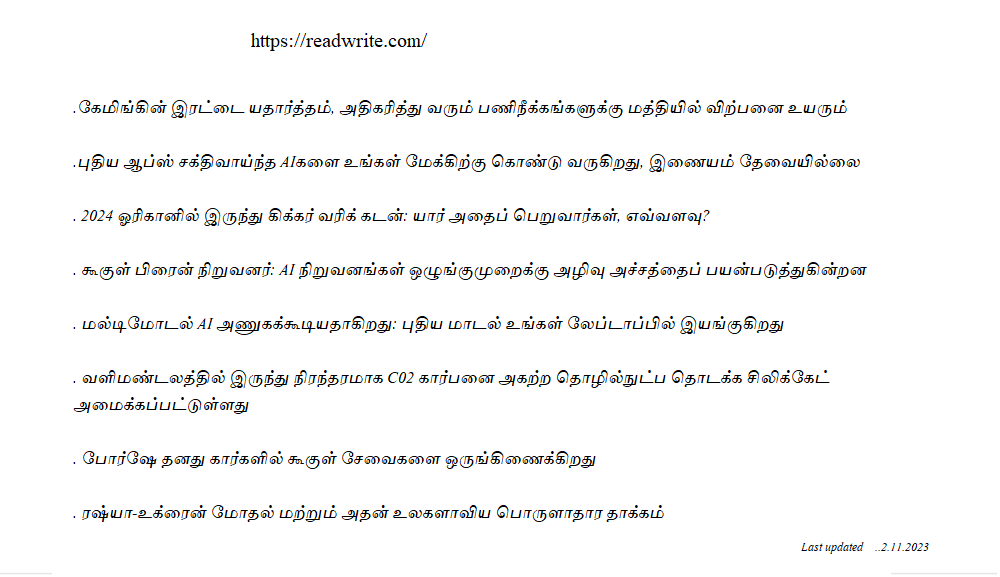 https://readwrite.com/
.கேமிங்கின் இரட்டை யதார்த்தம், அதிகரித்து வரும் பணிநீக்கங்களுக்கு மத்தியில் விற்பனை உயரும்
.புதிய ஆப்ஸ் சக்திவாய்ந்த AIகளை உங்கள் மேக்கிற்கு கொண்டு வருகிறது, இணையம் தேவையில்லை
. 2024 ஓரிகானில் இருந்து கிக்கர் வரிக் கடன்: யார் அதைப் பெறுவார்கள், எவ்வளவு?
. கூகுள் பிரைன் நிறுவனர்: AI நிறுவனங்கள் ஒழுங்குமுறைக்கு அழிவு அச்சத்தைப் பயன்படுத்துகின்றன
. மல்டிமோடல் AI அணுகக்கூடியதாகிறது: புதிய மாடல் உங்கள் லேப்டாப்பில் இயங்குகிறது
. வளிமண்டலத்தில் இருந்து நிரந்தரமாக C02 கார்பனை அகற்ற தொழில்நுட்ப தொடக்க சிலிக்கேட்
அமைக்கப்பட்டுள்ளது
. போர்ஷே தனது கார்களில் கூகுள் சேவைகளை ஒருங்கிணைக்கிறது
. ரஷ்யா-உக்ரைன் மோதல் மற்றும் அதன் உலகளாவிய பொருளாதார தாக்கம்
Last updated ..2.11.2023